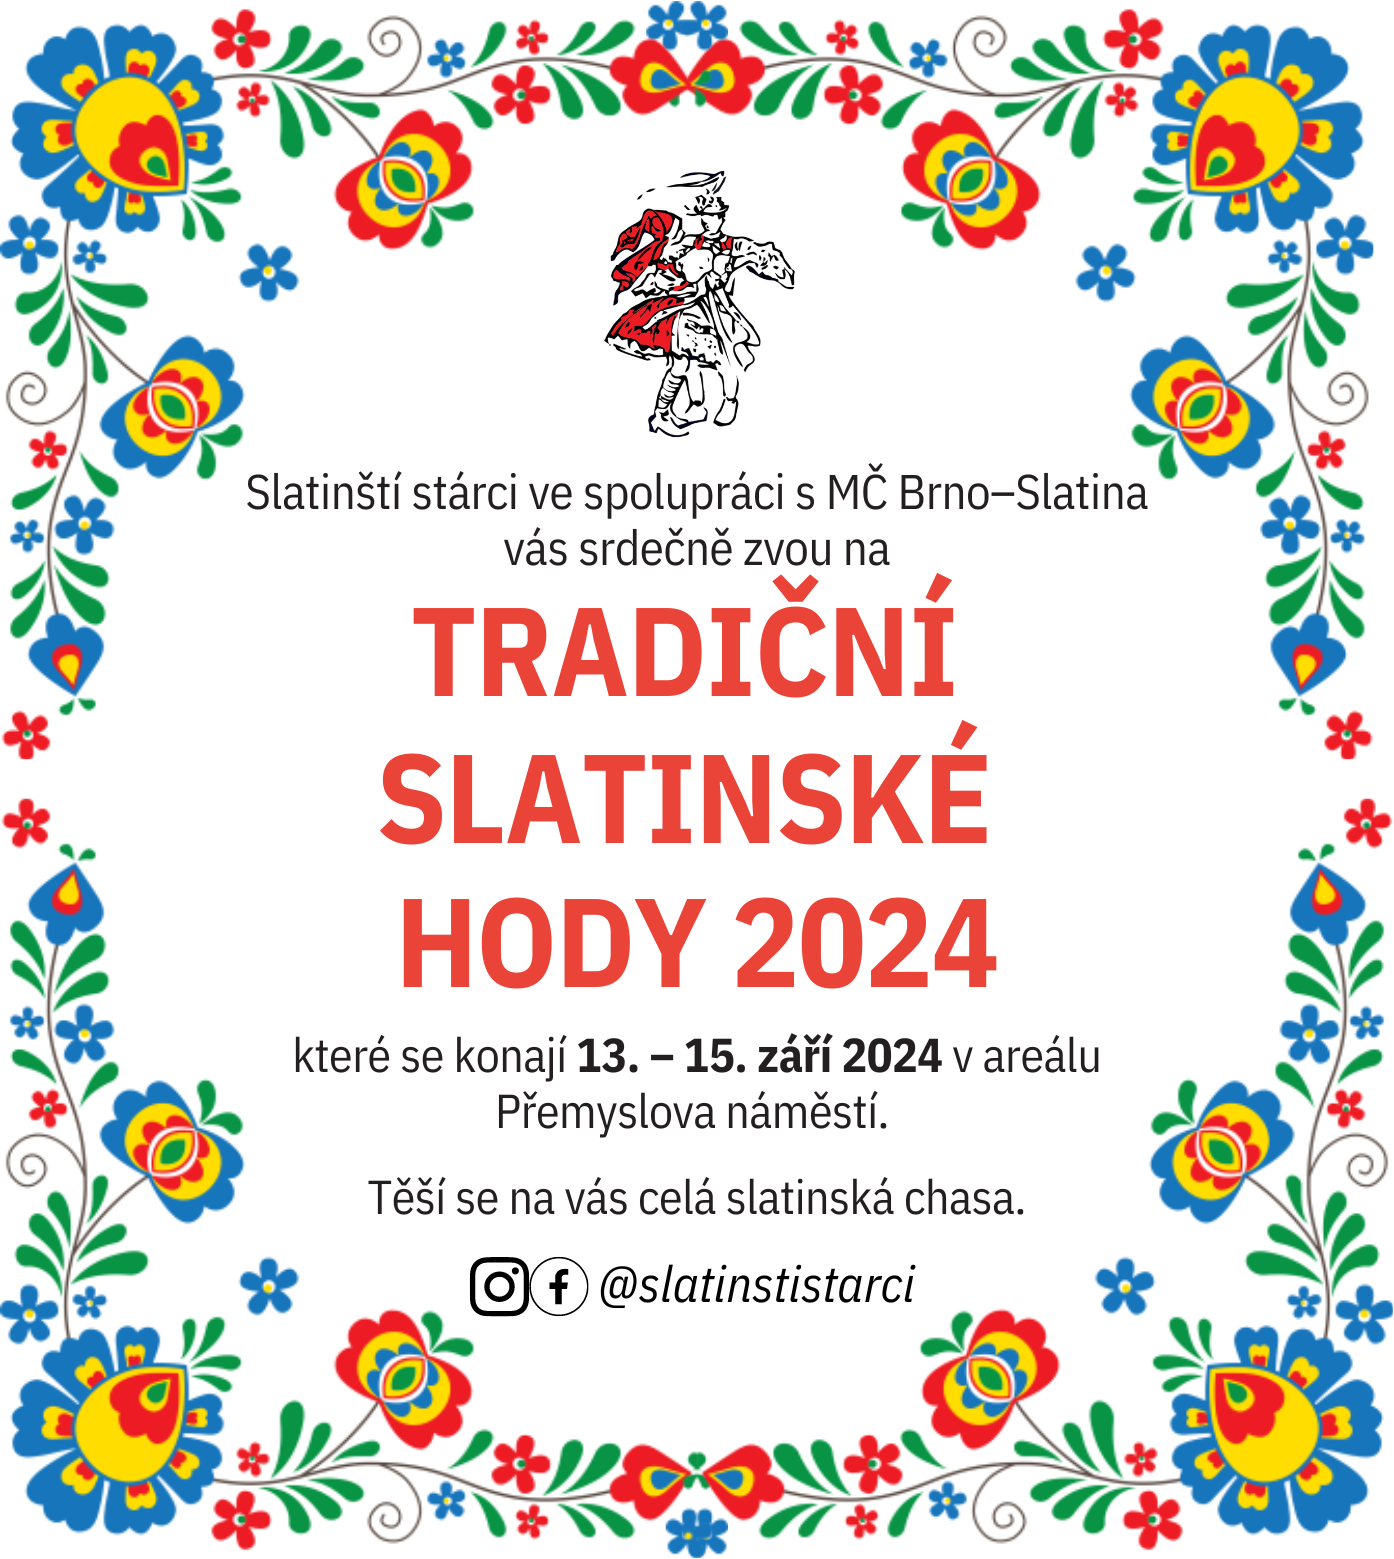 Slatinští stárci ve spolupráci s MČ Brno–Slatina
vás srdečně zvou na
TRADIČNÍ
SLATINSKÉ
HODY 2024
které se konají 13. – 15. září 2024 v areálu
Přemyslova náměstí.
Těší se na vás celá slatinská chasa.
@slatinstistarci